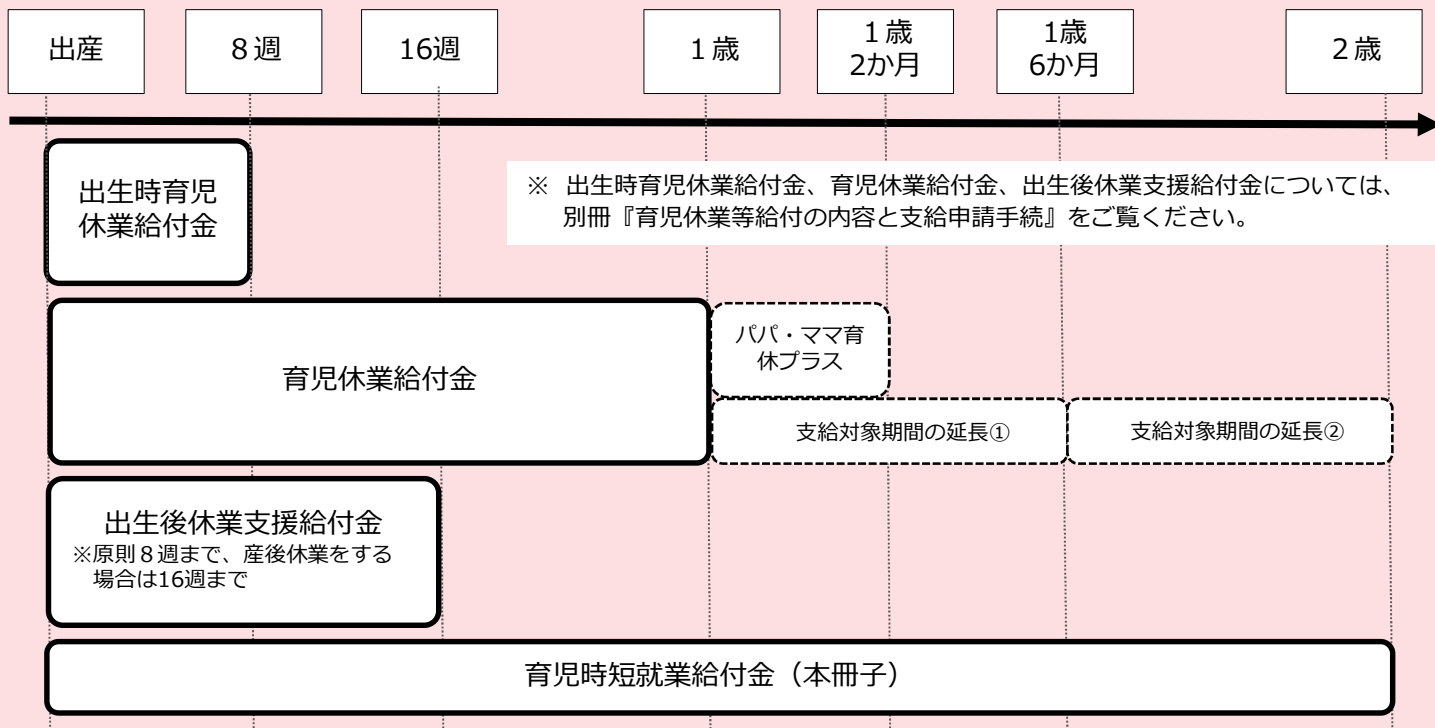 出産
８週
16週
１歳
１歳
2か月
1歳
6か月
２歳
出生時育児
休業給付金
※ 出生時育児休業給付金、育児休業給付金、出生後休業支援給付金については、
別冊『育児休業等給付の内容と支給申請手続』をご覧ください。
育児休業給付金
パパ・ママ育
休プラス
支給対象期間の延長①
支給対象期間の延長②
出生後休業支援給付金
※原則８週まで、産後休業をする
場合は16週まで
育児時短就業給付金（本冊子）